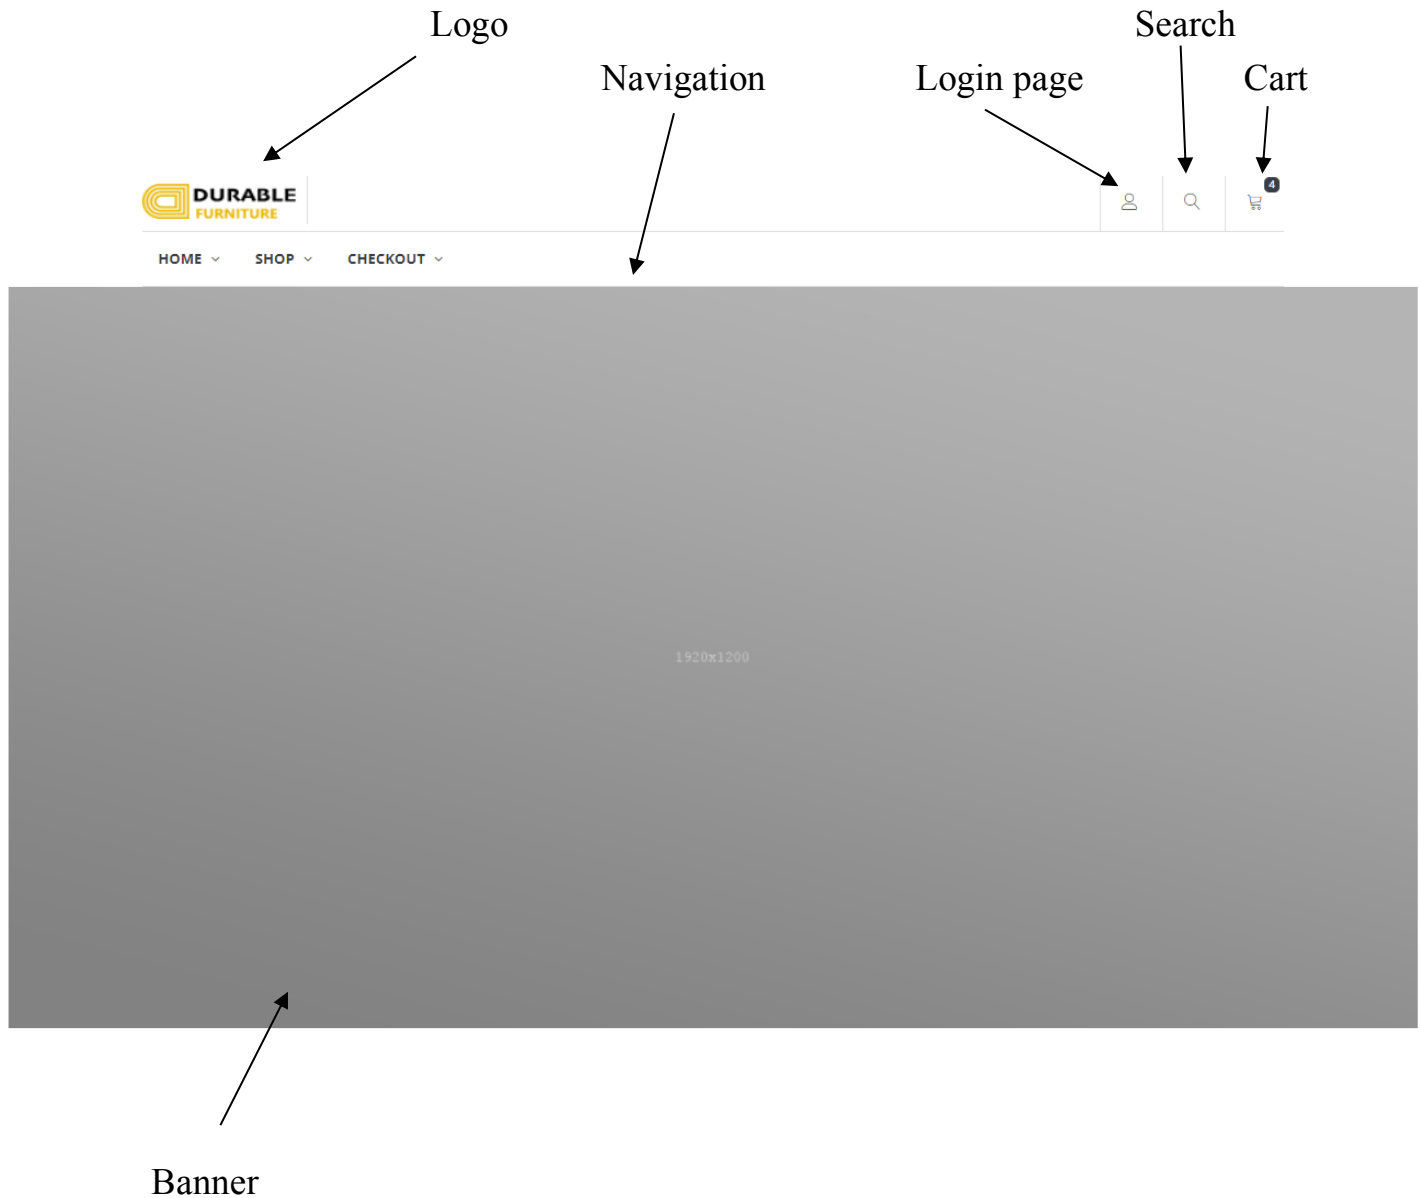 Logo
Search
Navigation
Login page
Cart
DURABLE
FURNITURE
4
HOME
SHOP
CHECKOUT
1920x1200
Banner